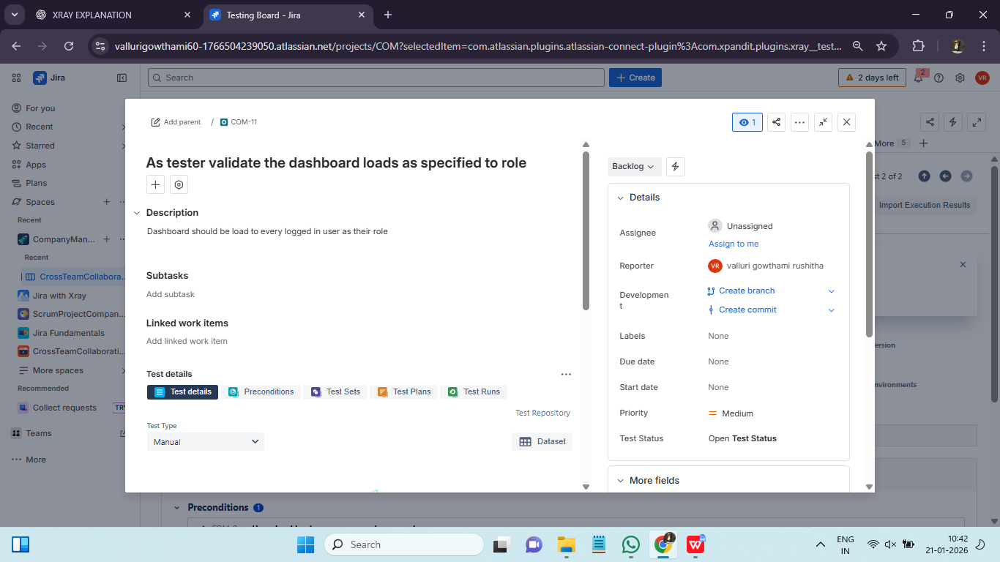 XRAY EXPLANATION
Testing Board - Jira
vallurigowthami60-1766504239050.atlassian.net/projects/COM?selectedItem=com.atlassian.plugins.atlassian-connect-plugin%3Acom.xpandit.plugins.xray__test...
Jira
Search
Create
2 days left
2
VR
For you
Recent
Starred
Apps
Plans
Spaces
Recent
CompanyMan...
Recent
CrossTeamCollabora...
Jira with Xray
ScrumProjectCompan...
Jira Fundamentals
CrossTeamCollaborati...
More spaces
Recommended
Collect requests
TRY
Teams
More
Add parent / COM-11
1
As tester validate the dashboard loads as specified to role
Description
Dashboard should be load to every logged in user as their role
Subtasks
Add subtask
Linked work items
Add linked work item
Test details
Test details Preconditions Test Sets Test Plans Test Runs
Test Repository
Test Type
Manual
Dataset
Backlog
Details
Assignee
Unassigned
Assign to me
Reporter
VR valluri gowthami rushitha
Developmen
t
Create branch
Create commit
Labels None
Due date None
Start date None
Priority Medium
Test Status Open Test Status
More fields
More 5
st 2 of 2
Import Execution Results
ersion
nvironments
Preconditions 1
Search
ENG
IN
10:42
21-01-2026